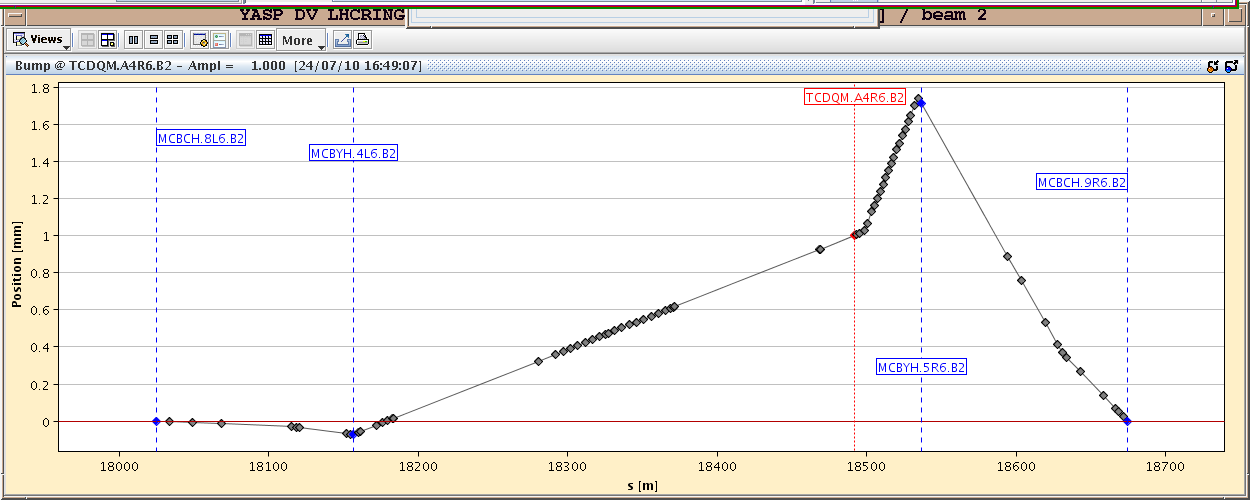 YASP DV LHCRING ] / beam 2
Views More
Bump @ TCDQM.A4R6.B2 - Ampl = 1.000 [24/07/10 16:49:07]
1.8
1.6
1.4
1.2
1
0.8
0.6
0.4
0.2
0
Position [mm]
TCDQM.A4R6.B2
MCBCH.8L6.B2
MCBYH.4L6.B2
MCBCH.9R6.B2
MCBYH.5R6.B2
18000 18100 18200 18300 18400 18500 18600 18700
s [m]